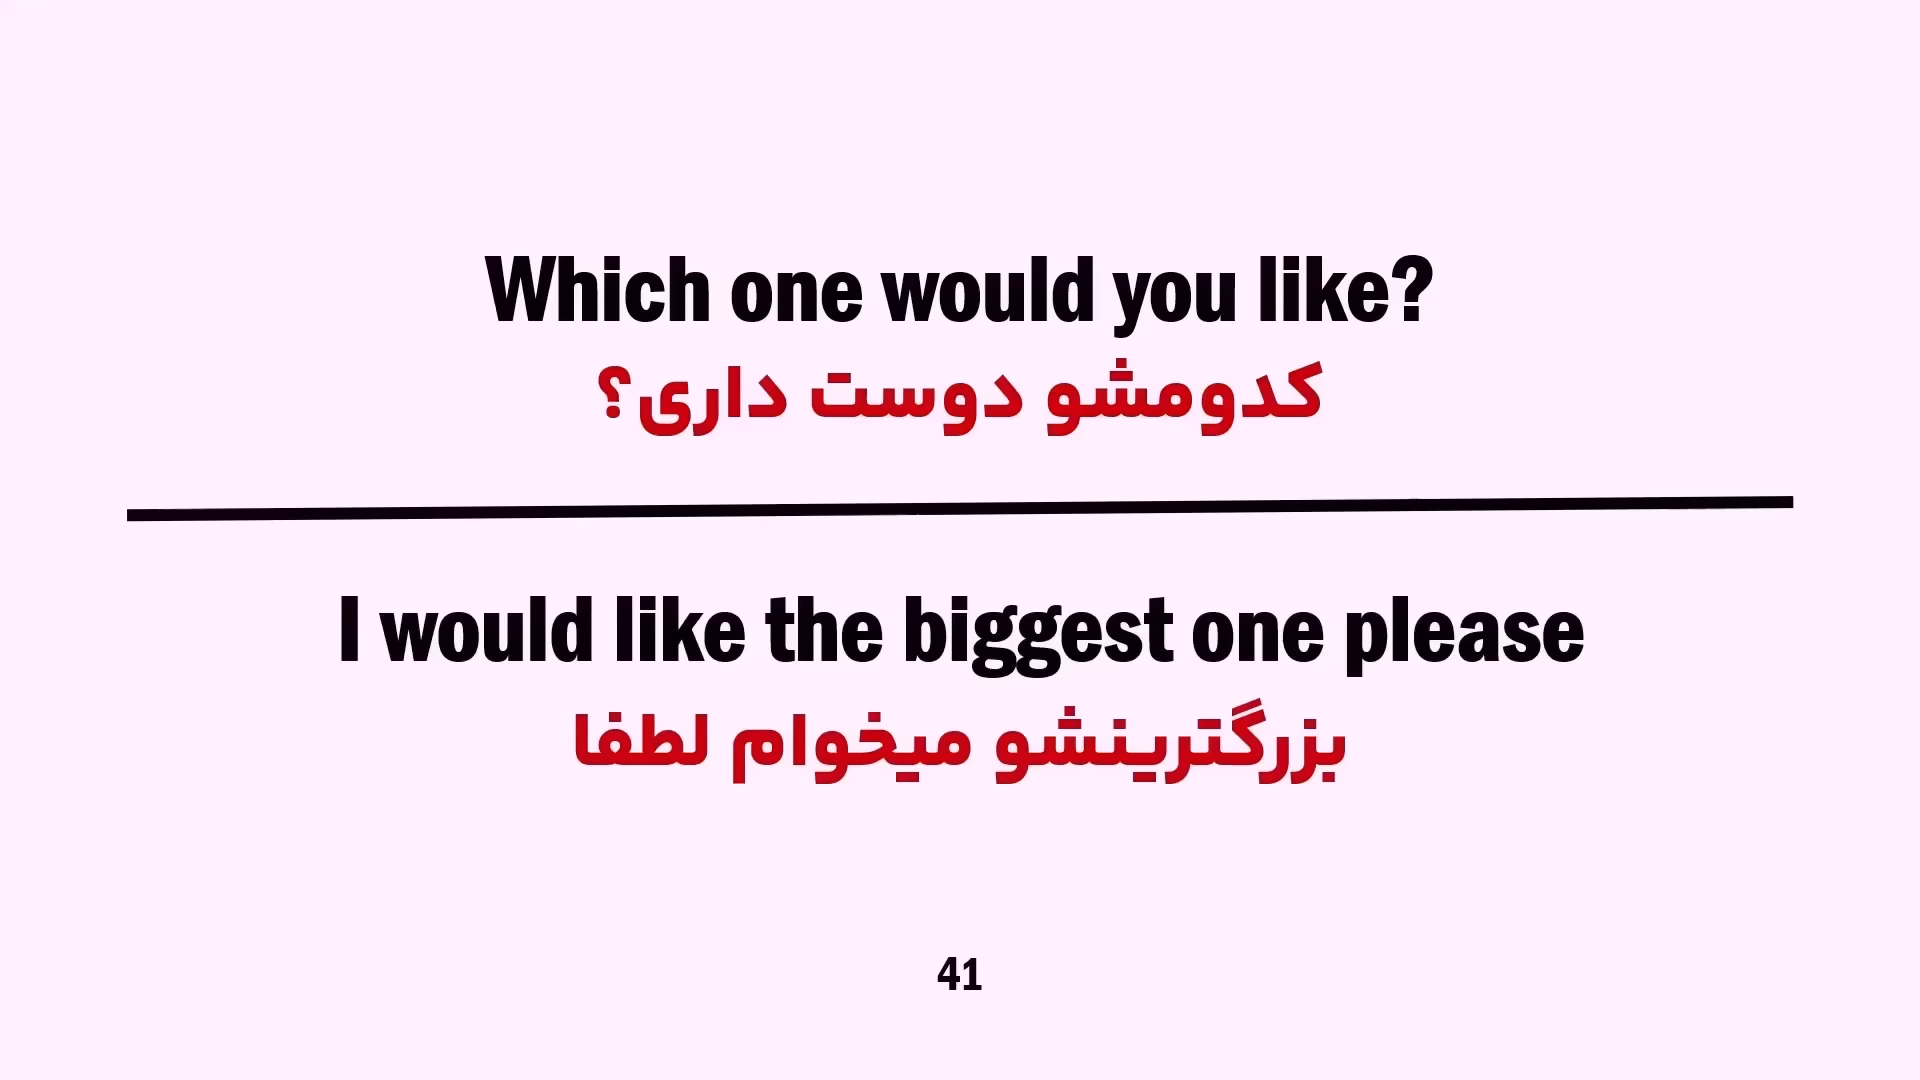 Which one would you like?
کدومشو دوست داری؟
I would like the biggest one please
بزرگترینشو میخوام لطفا
41